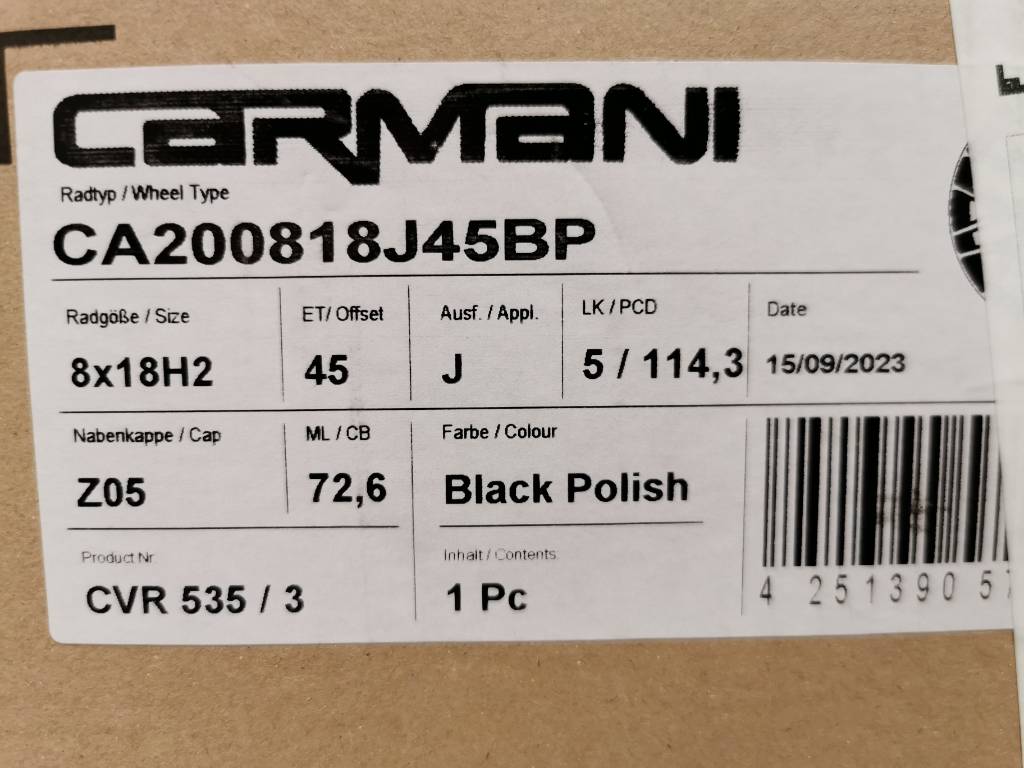 CARMANI
Radtyp / Wheel Type
CA200818J45BP
Radgöße / Size
ET/ Offset
Ausf. / Appl.
LK / PCD
Date
8x18H2
45
J
5 / 114,3
15/09/2023
Nabenkappe / Cap
ML / CB
Farbe / Colour
Z05
72,6
Black Polish
Product Nr.
Inhalt / Contents
CVR 535 / 3
1 Pc
4 251390 57